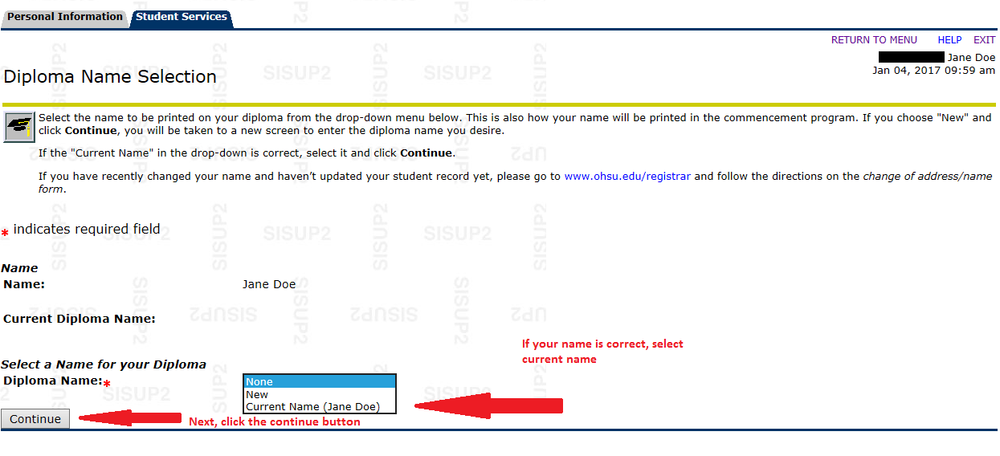 Personal Information Student Services
RETURN TO MENU HELP EXIT
Jane Doe
Diploma Name Selection
Jan 04, 2017 09:59 am
Select the name to be printed on your diploma from the drop-down menu below. This is also how your name will be printed in the commencement program. If you choose "New" and
click Continue, you will be taken to a new screen to enter the diploma name you desire.
If the "Current Name" in the drop-down is correct, select it and click Continue.
If you have recently changed your name and haven’t updated your student record yet, please go to www.ohsu.edu/registrar and follow the directions on the change of address/name
form.
* indicates required field
Name
Name: Jane Doe
Current Diploma Name:
If your name is correct, select
current name
Select a Name for your Diploma
Diploma Name:*
None
New
Current Name (Jane Doe)
Continue
Next, click the continue button
SISUP2